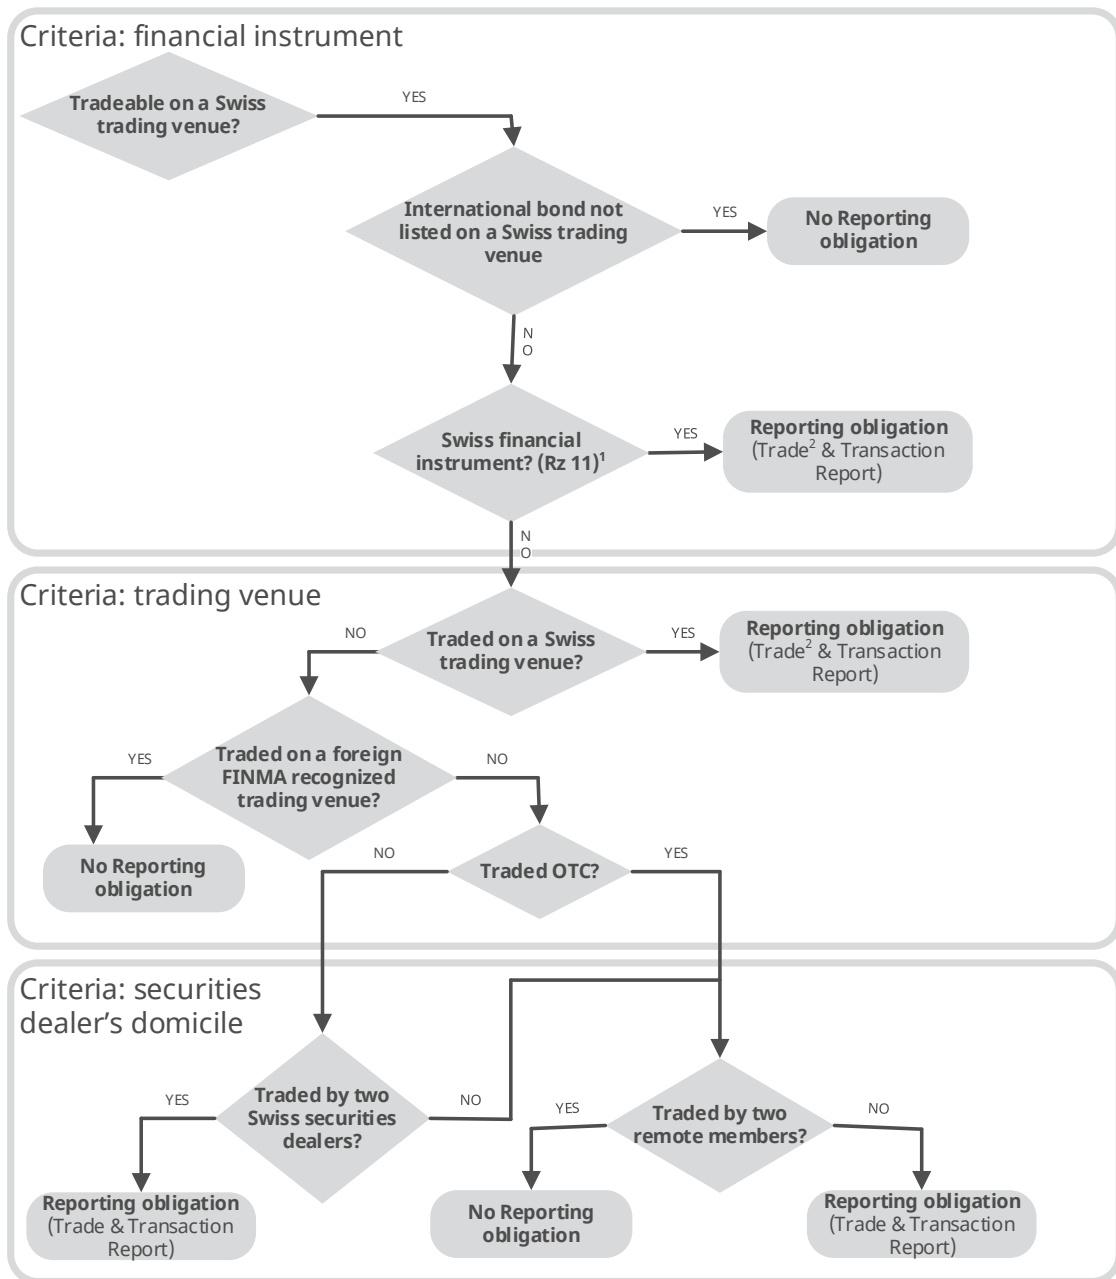 Criteria: financial instrument
Tradeable on a Swiss
trading venue?
YES
International bond not
listed on a Swiss trading
venue
YES
No Reporting
obligation
N
O
Swiss financial
instrument? (Rz 11)¹
YES
Reporting obligation
(Trade² & Transaction
Report)
N
O
Criteria: trading venue
Traded on a Swiss
trading venue?
NO
YES
Reporting obligation
(Trade² & Transaction
Report)
Traded on a foreign
FINMA recognized
trading venue?
YES
NO
No Reporting
obligation
Traded OTC?
NO
YES
Criteria: securities
dealer’s domicile
Traded by two
Swiss securities
dealers?
YES
NO
Traded by two
remote members?
YES
NO
Reporting obligation
(Trade & Transaction
Report)
No Reporting
obligation
Reporting obligation
(Trade & Transaction
Report)